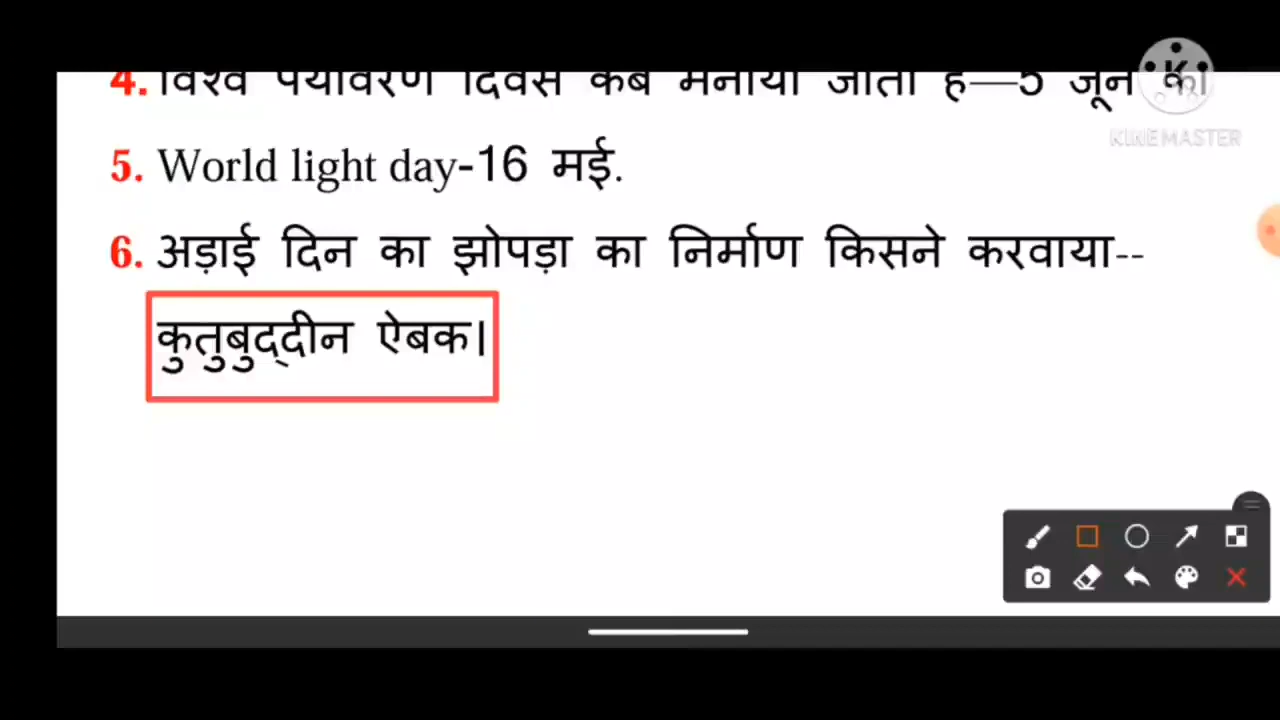 4. विश्व पर्यावरण दिवस कब मनाया जाता है—5 जून को
5. World light day-16 मई.
6. अड़ाई दिन का झोपड़ा का निर्माण किसने करवाया--
कुतुबुद्दीन ऐबक।
K
KINEMASTER